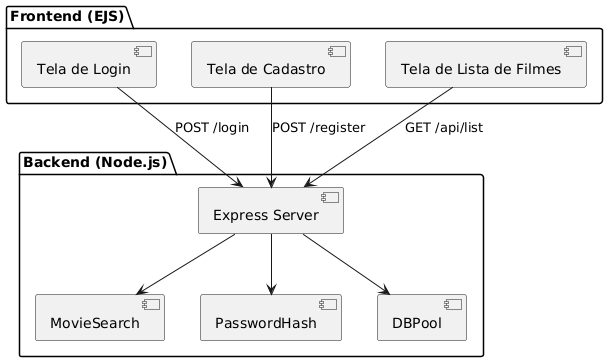 Frontend (EJS)
Tela de Login
Tela de Cadastro
Tela de Lista de Filmes
POST /login
POST /register
GET /api/list
Backend (Node.js)
Express Server
MovieSearch
PasswordHash
DBPool